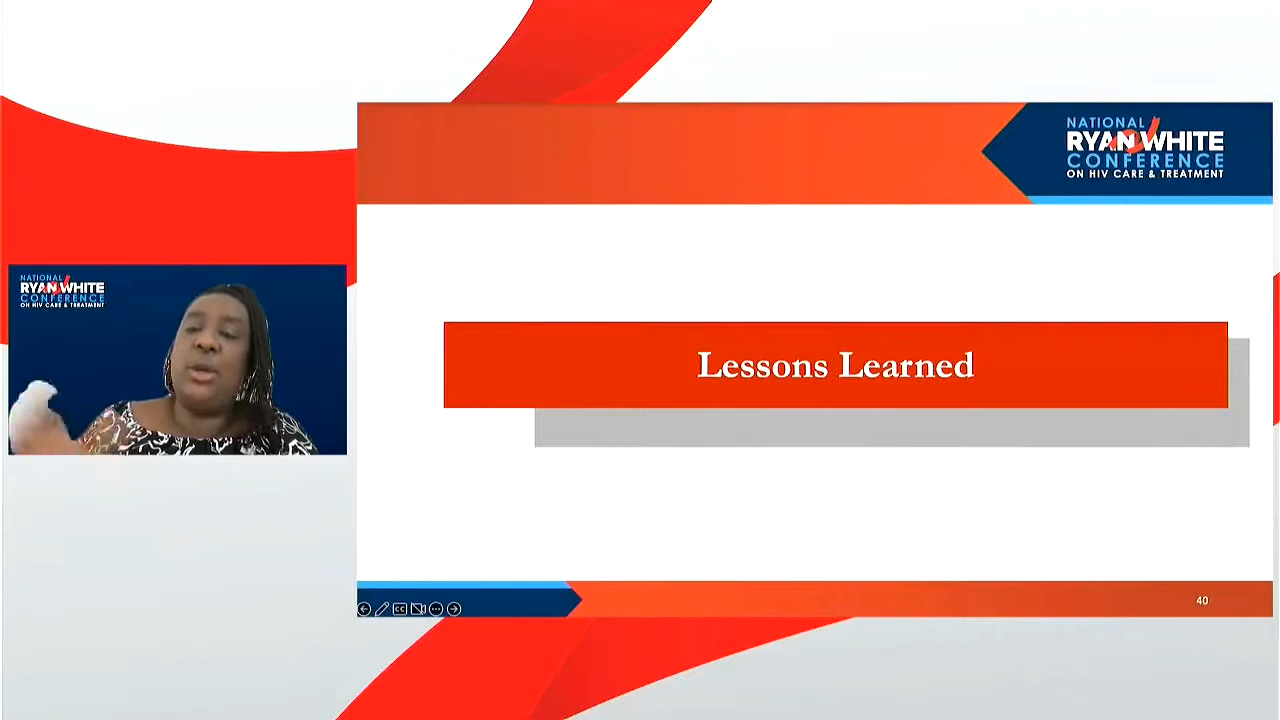 NATIONAL
RYAN WHITE
CONFERENCE
ON HIV CARE & TREATMENT
NATIONAL
RYAN WHITE
CONFERENCE
ON HIV CARE & TREATMENT
Lessons Learned
CC
40